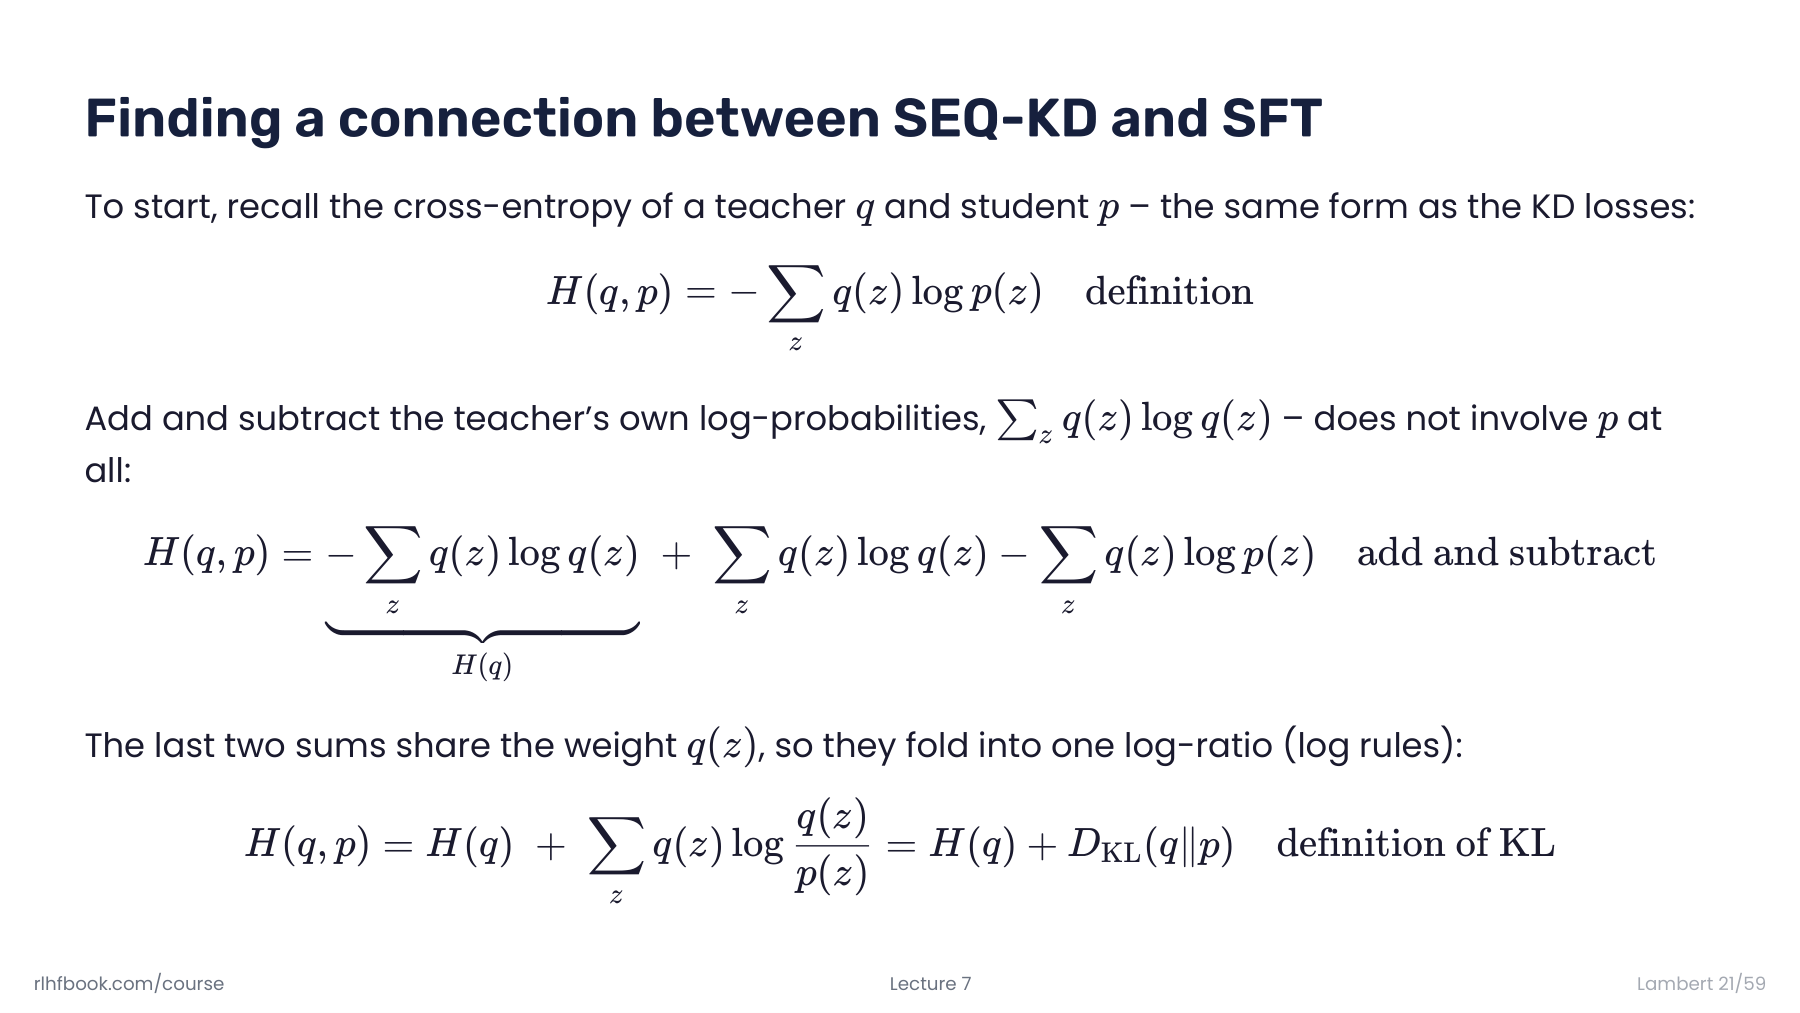 Finding a connection between SEQ-KD and SFT
To start, recall the cross-entropy of a teacher q and student p – the same form as the KD losses:
H(q, p) = − ∑_z q(z) log p(z) definition
Add and subtract the teacher’s own log-probabilities, ∑_z q(z) log q(z) – does not involve p at
all:
H(q, p) = − ∑_z q(z) log q(z) + ∑_z q(z) log q(z) − ∑_z q(z) log p(z) add and subtract
H(q)
The last two sums share the weight q(z), so they fold into one log-ratio (log rules):
H(q, p) = H(q) + ∑_z q(z) log q(z)/p(z) = H(q) + D_KL(q∥p) definition of KL
rlhfbook.com/course
Lecture 7
Lambert 21/59